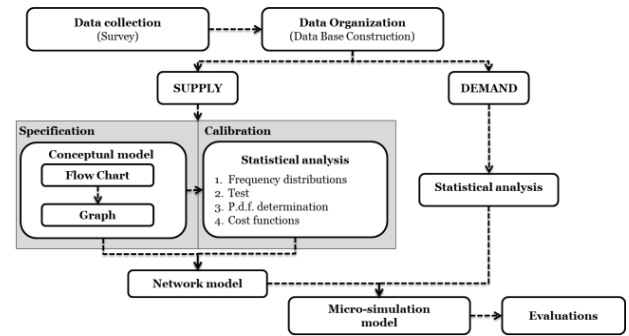 Data collection
(Survey)
Data Organization
(Data Base Construction)
SUPPLY
DEMAND
Specification
Calibration
Conceptual model
Flow Chart
Graph
Statistical analysis
1. Frequency distributions
2. Test
3. P.d.f. determination
4. Cost functions
Statistical analysis
Network model
Micro-simulation
model
Evaluations